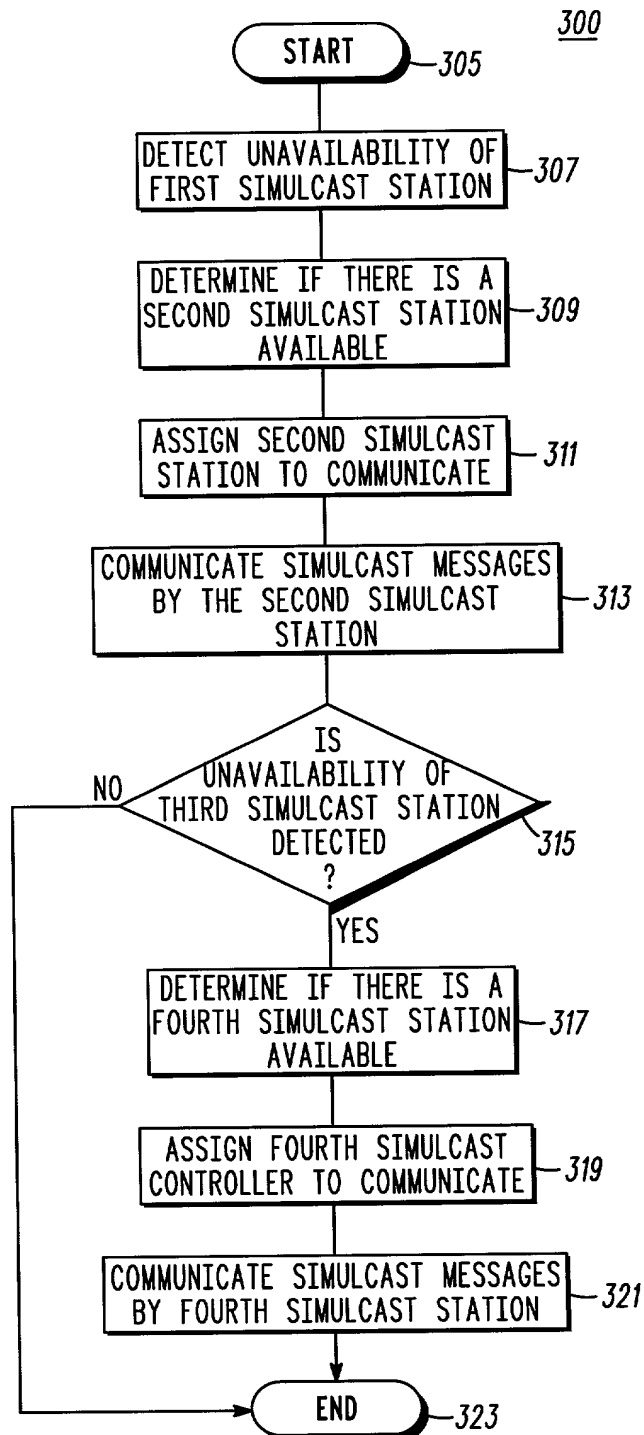 300
START
305
DETECT UNAVAILABILITY OF
FIRST SIMULCAST STATION
307
DETERMINE IF THERE IS A
SECOND SIMULCAST STATION
AVAILABLE
309
ASSIGN SECOND SIMULCAST
STATION TO COMMUNICATE
311
COMMUNICATE SIMULCAST MESSAGES
BY THE SECOND SIMULCAST
STATION
313
IS
UNAVAILABILITY OF
THIRD SIMULCAST STATION
DETECTED
?
315
NO
YES
DETERMINE IF THERE IS A
FOURTH SIMULCAST STATION
AVAILABLE
317
ASSIGN FOURTH SIMULCAST
CONTROLLER TO COMMUNICATE
319
COMMUNICATE SIMULCAST MESSAGES
BY FOURTH SIMULCAST STATION
321
END
323